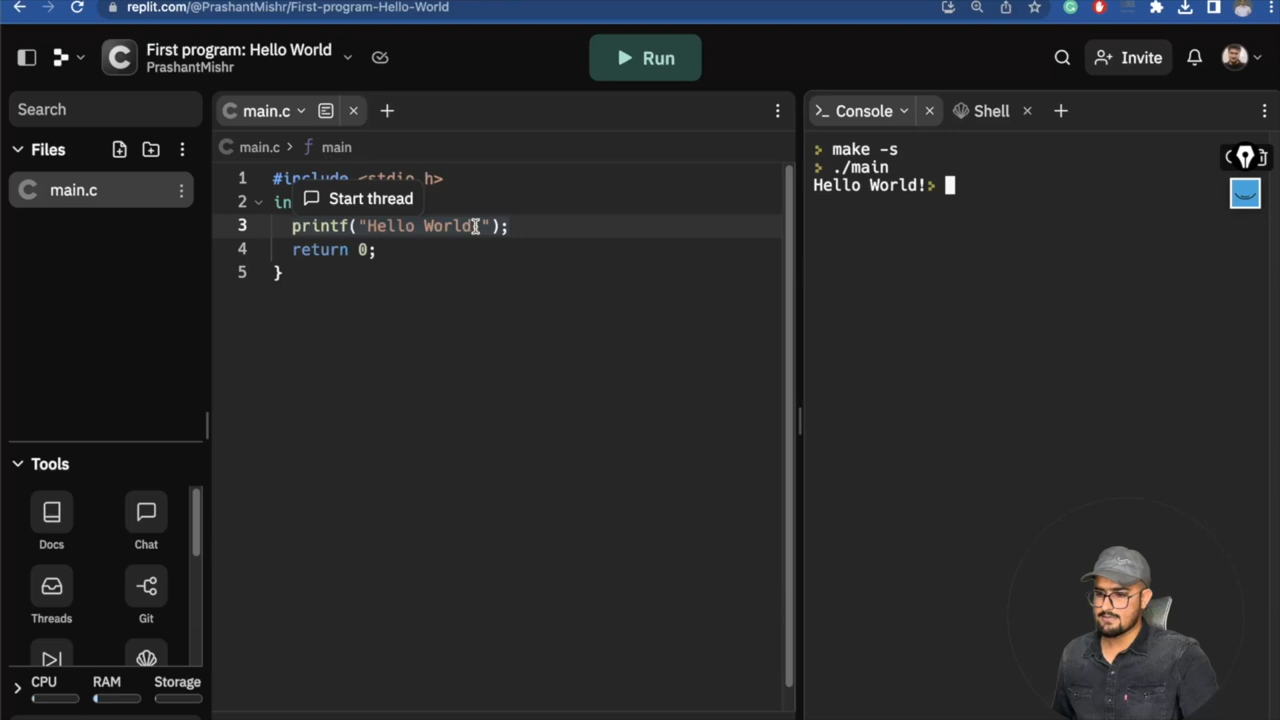 replit.com/@PrashantMishr/First-program-Hello-World
First program: Hello World
PrashantMishr
Run
Invite
Search
Files
main.c
main.c
main.c > main
1 #include <stdio.h>
2 in
Start thread
3 printf("Hello World!");
4 return 0;
5 }
Console
Shell
> make -s
> ./main
Hello World!>
Tools
Docs
Chat
Threads
Git
CPU
RAM
Storage